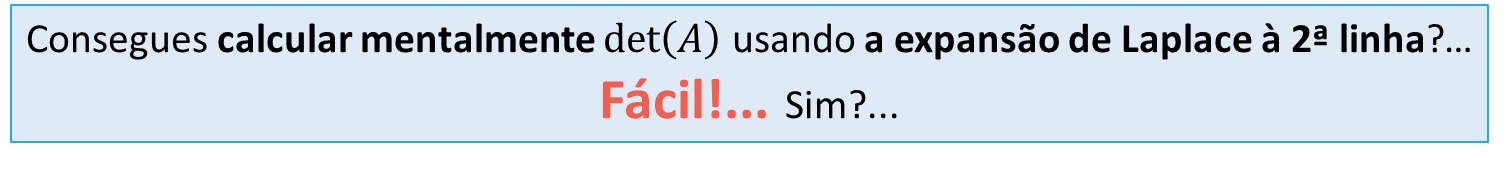 Consegues calcular mentalmente det(A) usando a expansão de Laplace à 2ª linha?...
Fácil!... Sim?...